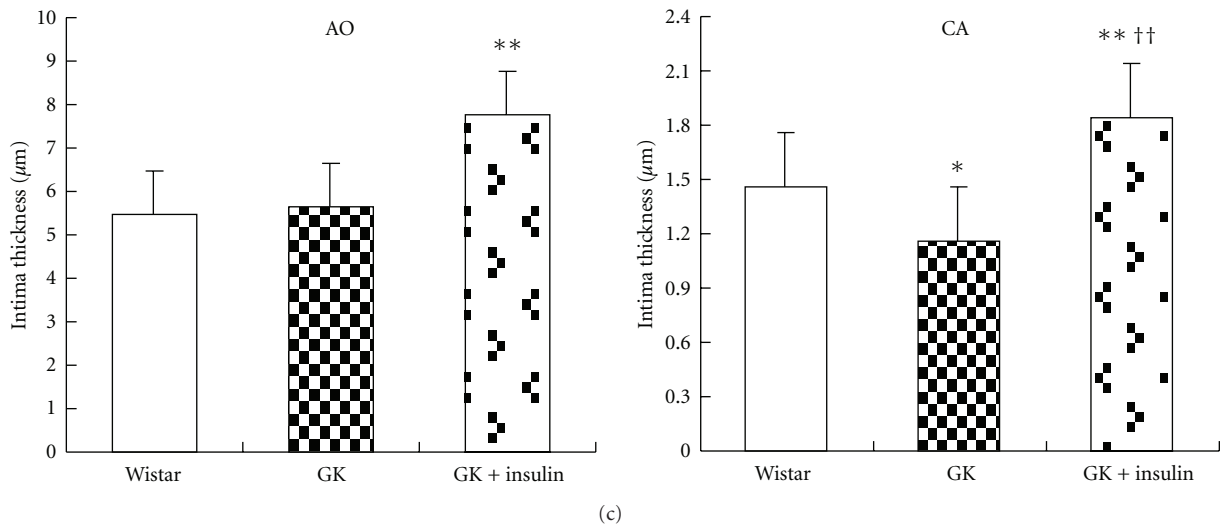 AO
Intima thickness (μm)
10
9
8
7
6
5
4
3
2
1
0
**
Wistar
GK
GK + insulin
CA
Intima thickness (μm)
2.4
2.1
1.8
1.5
1.2
0.9
0.6
0.3
0
*
** ††
Wistar
GK
GK + insulin
(c)